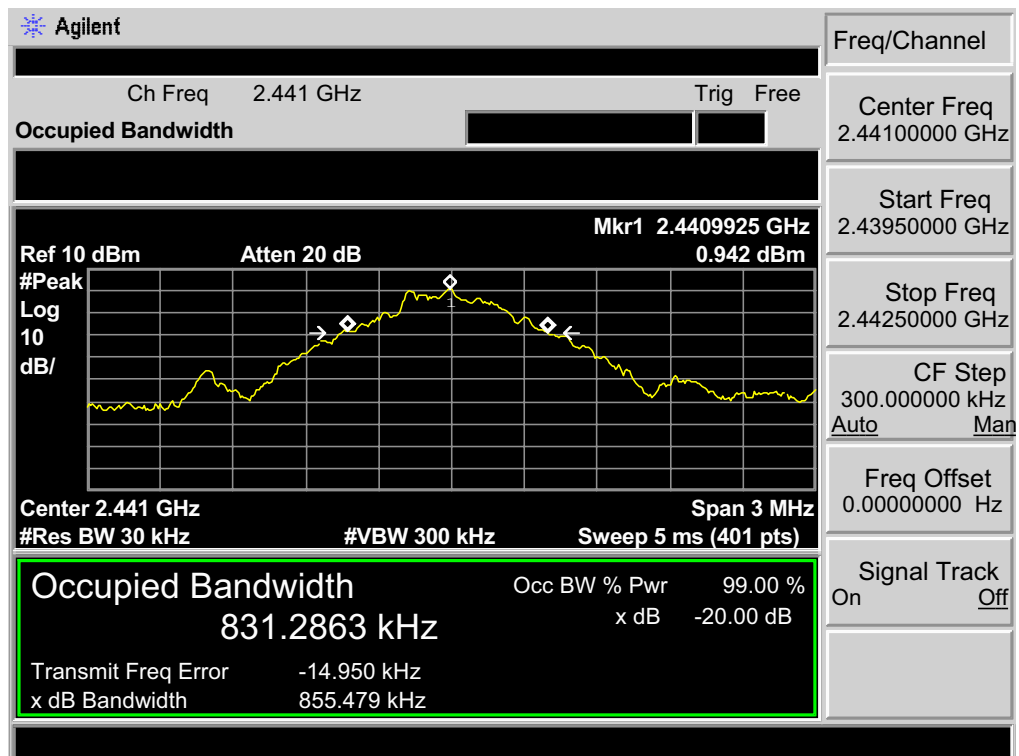 Agilent
Freq/Channel
Ch Freq 2.441 GHz Trig Free
Occupied Bandwidth
Center Freq
2.44100000 GHz
Start Freq
2.43950000 GHz
Stop Freq
2.44250000 GHz
CF Step
300.000000 kHz
Auto Man
Freq Offset
0.00000000 Hz
Signal Track
On Off
Mkr1 2.4409925 GHz
Ref 10 dBm Atten 20 dB 0.942 dBm
#Peak
Log
10
dB/
1
Center 2.441 GHz Span 3 MHz
#Res BW 30 kHz #VBW 300 kHz Sweep 5 ms (401 pts)
Occupied Bandwidth
831.2863 kHz
Occ BW % Pwr 99.00 %
x dB -20.00 dB
Transmit Freq Error -14.950 kHz
x dB Bandwidth 855.479 kHz